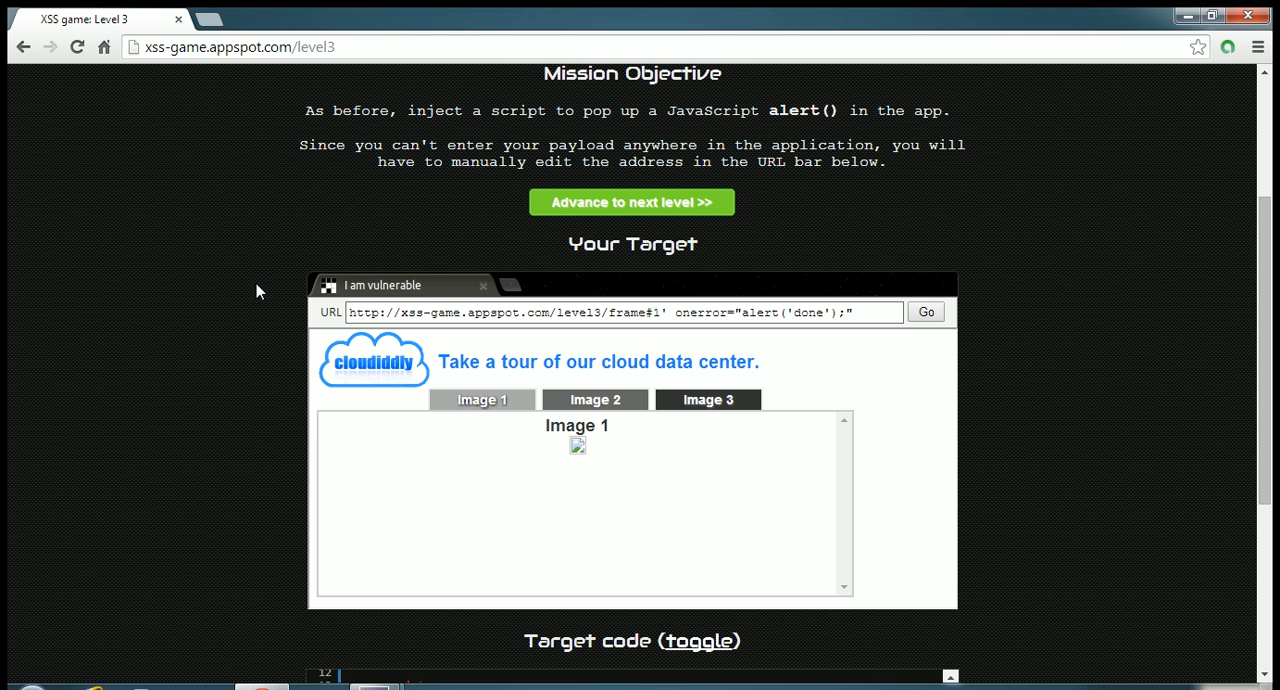 XSS game: Level 3
xss-game.appspot.com/level3
Mission Objective
As before, inject a script to pop up a JavaScript alert() in the app.
Since you can't enter your payload anywhere in the application, you will
have to manually edit the address in the URL bar below.
Advance to next level >>
Your Target
I am vulnerable
URL http://xss-game.appspot.com/level3/frame#1' onerror="alert('done');" Go
cloudiddly Take a tour of our cloud data center.
Image 1 Image 2 Image 3
Image 1
Target code (toggle)
12